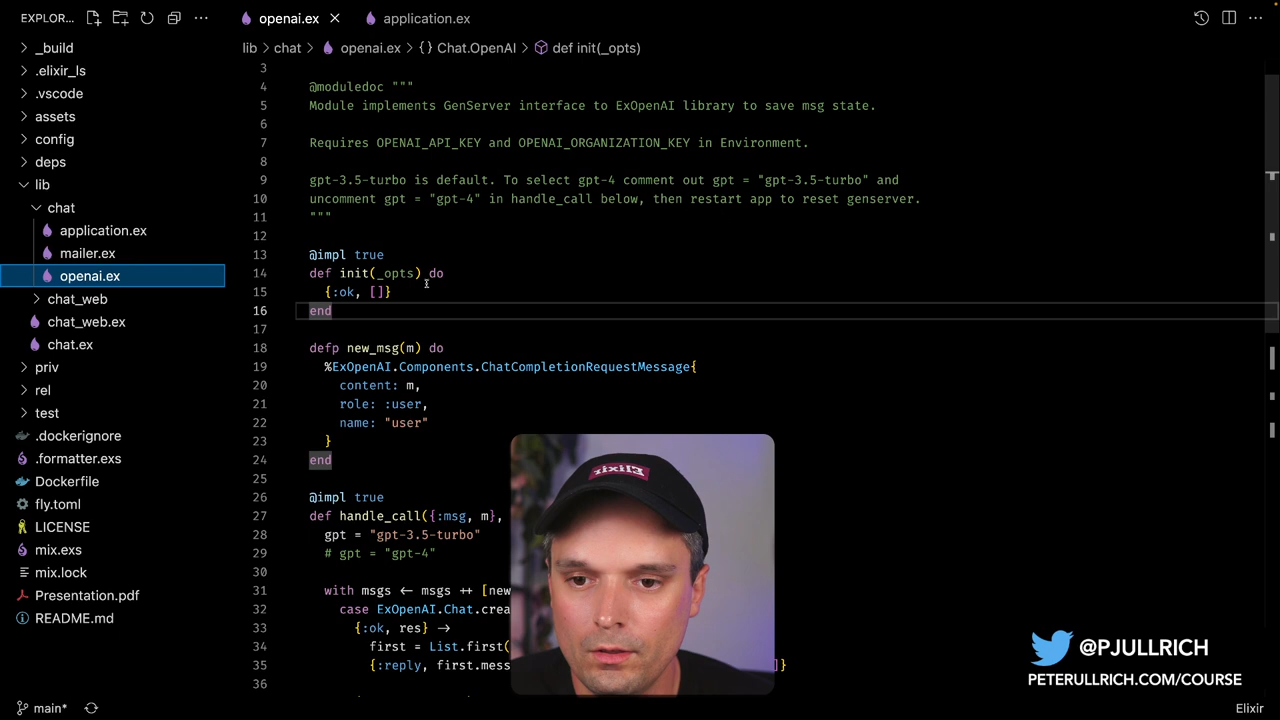 EXPLOR...
openai.ex
application.ex
_build
.elixir_ls
.vscode
assets
config
deps
lib
chat
application.ex
mailer.ex
openai.ex
chat_web
chat_web.ex
chat.ex
priv
rel
test
.dockerignore
.formatter.exs
Dockerfile
fly.toml
LICENSE
mix.exs
mix.lock
Presentation.pdf
README.md
lib > chat > openai.ex > {} Chat.OpenAI > def init(_opts)
3
4 @moduledoc """
5 Module implements GenServer interface to ExOpenAI library to save msg state.
6
7 Requires OPENAI_API_KEY and OPENAI_ORGANIZATION_KEY in Environment.
8
9 gpt-3.5-turbo is default. To select gpt-4 comment out gpt = "gpt-3.5-turbo" and
10 uncomment gpt = "gpt-4" in handle_call below, then restart app to reset genserver.
11 """
12
13 @impl true
14 def init(_opts) do
15 {:ok, []}
16 end
17
18 defp new_msg(m) do
19 %ExOpenAI.Components.ChatCompletionRequestMessage{
20 content: m,
21 role: :user,
22 name: "user"
23 }
24 end
25
26 @impl true
27 def handle_call({:msg, m},
28 gpt = "gpt-3.5-turbo"
29 # gpt = "gpt-4"
30
31 with msgs <- msgs ++ [new
32 case ExOpenAI.Chat.crea
33 {:ok, res} ->
34 first = List.first(
35 {:reply, first.mess ]}
36
Elixir
@PJULLRICH
PETERULLRICH.COM/COURSE
main*
Elixir